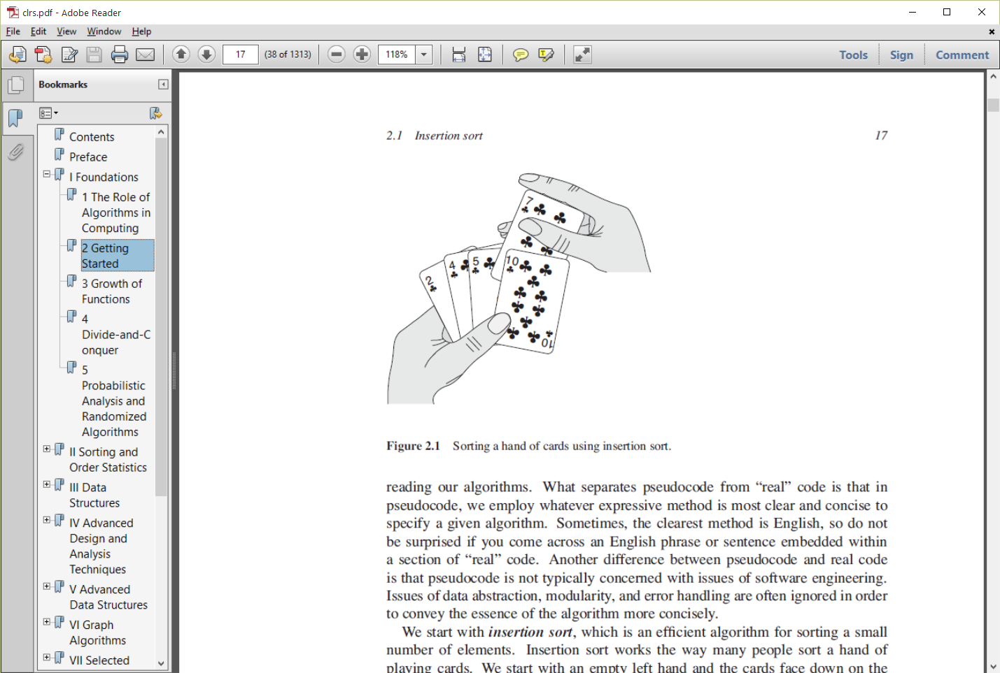 clrs.pdf - Adobe Reader
File Edit View Window Help
17 (38 of 1313) 118% Tools Sign Comment
Bookmarks
Contents
Preface
I Foundations
1 The Role of
Algorithms in
Computing
2 Getting
Started
3 Growth of
Functions
4
Divide-and-C
onquer
5
Probabilistic
Analysis and
Randomized
Algorithms
II Sorting and
Order Statistics
III Data
Structures
IV Advanced
Design and
Analysis
Techniques
V Advanced
Data Structures
VI Graph
Algorithms
VII Selected
2.1 Insertion sort 17
7
2
4
5
10
10
Figure 2.1 Sorting a hand of cards using insertion sort.
reading our algorithms. What separates pseudocode from “real” code is that in
pseudocode, we employ whatever expressive method is most clear and concise to
specify a given algorithm. Sometimes, the clearest method is English, so do not
be surprised if you come across an English phrase or sentence embedded within
a section of “real” code. Another difference between pseudocode and real code
is that pseudocode is not typically concerned with issues of software engineering.
Issues of data abstraction, modularity, and error handling are often ignored in order
to convey the essence of the algorithm more concisely.
We start with insertion sort, which is an efficient algorithm for sorting a small
number of elements. Insertion sort works the way many people sort a hand of
playing cards. We start with an empty left hand and the cards face down on the